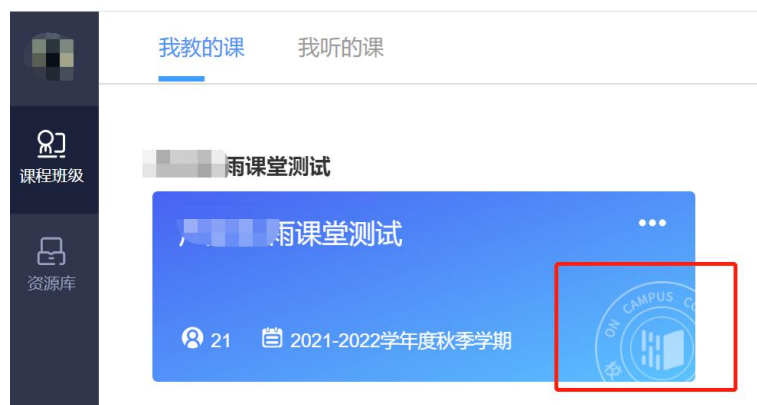 我教的课 我听的课
课程班级
雨课堂测试
雨课堂测试
资源库
21 2021-2022学年度秋季学期
ON CAMPUS